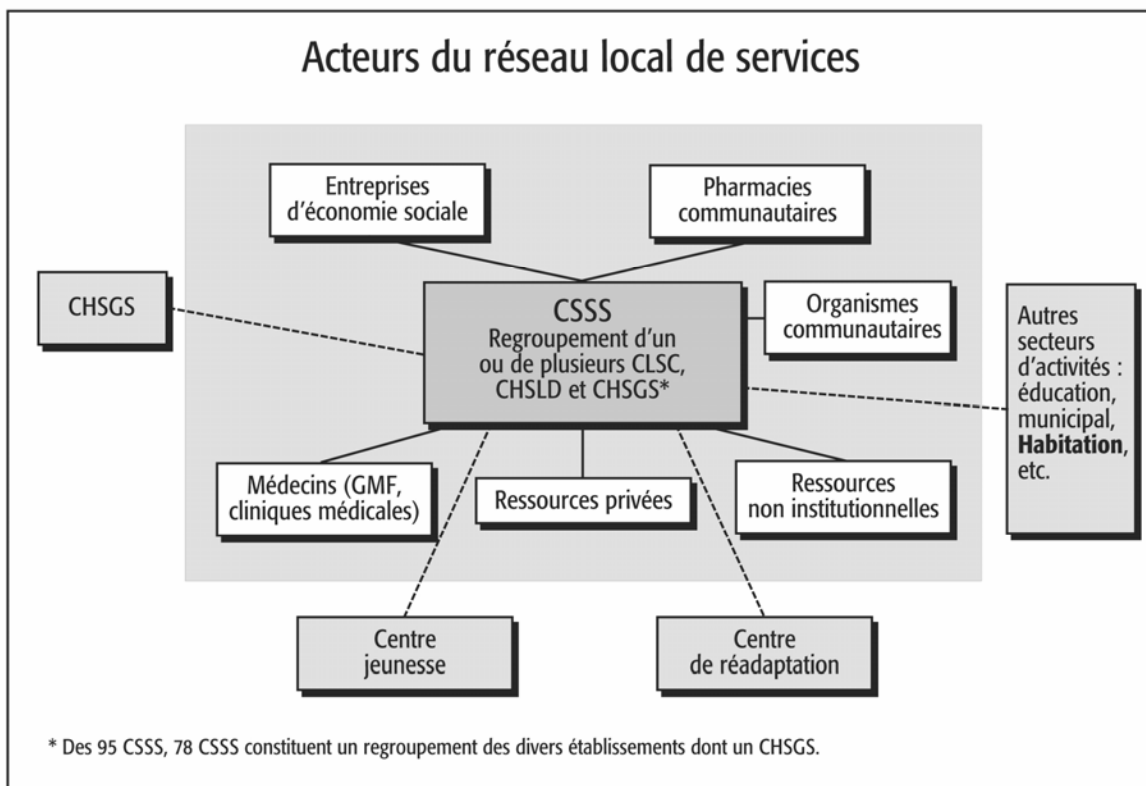 Acteurs du réseau local de services
Entreprises
d'économie sociale
Pharmacies
communautaires
CHSGS
CSSS
Regroupement d'un
ou de plusieurs CLSC,
CHSLD et CHSGS*
Organismes
communautaires
Autres
secteurs
d'activités :
éducation,
municipal,
Habitation,
etc.
Médecins (GMF,
cliniques médicales)
Ressources privées
Ressources
non institutionnelles
Centre
jeunesse
Centre
de réadaptation
* Des 95 CSSS, 78 CSSS constituent un regroupement des divers établissements dont un CHSGS.